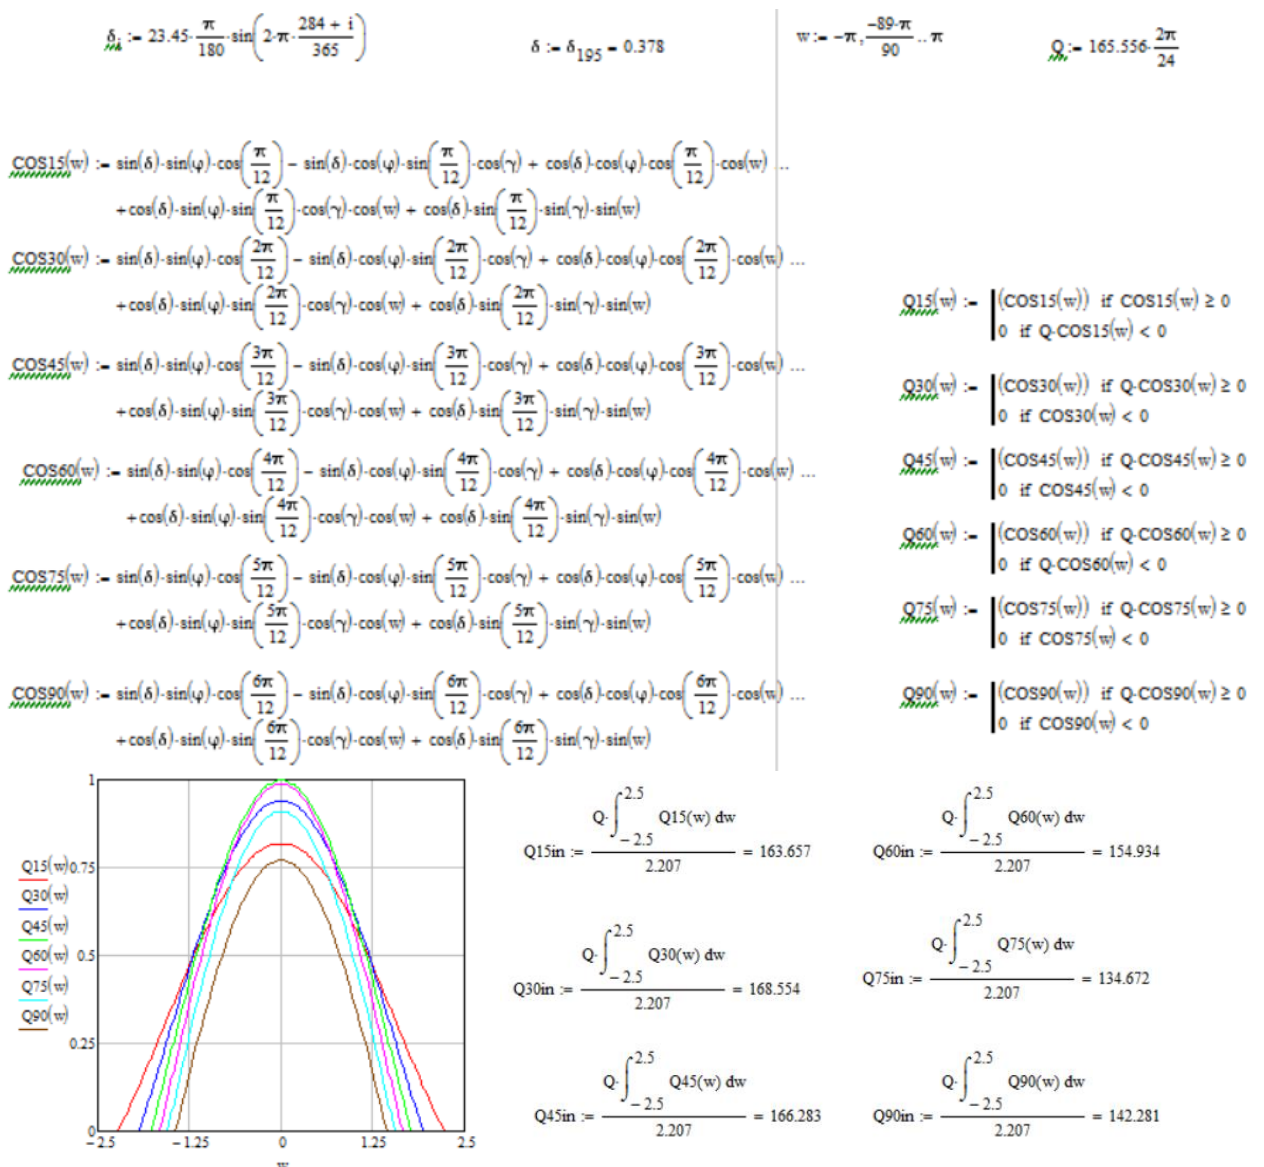 δ_i := 23.45·π/180·sin(2·π·(284 + i)/365)
δ := δ_195 = 0.378
w := −π, −89·π/90 .. π
Q := 165.556·2π/24
COS15(w) := sin(δ)·sin(φ)·cos(π/12) − sin(δ)·cos(φ)·sin(π/12)·cos(γ) + cos(δ)·cos(φ)·cos(π/12)·cos(w) ...
+cos(δ)·sin(φ)·sin(π/12)·cos(γ)·cos(w) + cos(δ)·sin(π/12)·sin(γ)·sin(w)
COS30(w) := sin(δ)·sin(φ)·cos(2π/12) − sin(δ)·cos(φ)·sin(2π/12)·cos(γ) + cos(δ)·cos(φ)·cos(2π/12)·cos(w) ...
+cos(δ)·sin(φ)·sin(2π/12)·cos(γ)·cos(w) + cos(δ)·sin(2π/12)·sin(γ)·sin(w)
COS45(w) := sin(δ)·sin(φ)·cos(3π/12) − sin(δ)·cos(φ)·sin(3π/12)·cos(γ) + cos(δ)·cos(φ)·cos(3π/12)·cos(w) ...
+cos(δ)·sin(φ)·sin(3π/12)·cos(γ)·cos(w) + cos(δ)·sin(3π/12)·sin(γ)·sin(w)
COS60(w) := sin(δ)·sin(φ)·cos(4π/12) − sin(δ)·cos(φ)·sin(4π/12)·cos(γ) + cos(δ)·cos(φ)·cos(4π/12)·cos(w) ...
+cos(δ)·sin(φ)·sin(4π/12)·cos(γ)·cos(w) + cos(δ)·sin(4π/12)·sin(γ)·sin(w)
COS75(w) := sin(δ)·sin(φ)·cos(5π/12) − sin(δ)·cos(φ)·sin(5π/12)·cos(γ) + cos(δ)·cos(φ)·cos(5π/12)·cos(w) ...
+cos(δ)·sin(φ)·sin(5π/12)·cos(γ)·cos(w) + cos(δ)·sin(5π/12)·sin(γ)·sin(w)
COS90(w) := sin(δ)·sin(φ)·cos(6π/12) − sin(δ)·cos(φ)·sin(6π/12)·cos(γ) + cos(δ)·cos(φ)·cos(6π/12)·cos(w) ...
+cos(δ)·sin(φ)·sin(6π/12)·cos(γ)·cos(w) + cos(δ)·sin(6π/12)·sin(γ)·sin(w)
Q15(w) := (COS15(w)) if COS15(w) ≥ 0
0 if Q·COS15(w) < 0
Q30(w) := (COS30(w)) if Q·COS30(w) ≥ 0
0 if COS30(w) < 0
Q45(w) := (COS45(w)) if Q·COS45(w) ≥ 0
0 if COS45(w) < 0
Q60(w) := (COS60(w)) if Q·COS60(w) ≥ 0
0 if Q·COS60(w) < 0
Q75(w) := (COS75(w)) if Q·COS75(w) ≥ 0
0 if COS75(w) < 0
Q90(w) := (COS90(w)) if Q·COS90(w) ≥ 0
0 if COS90(w) < 0
1
0.75
0.5
0.25
0
Q15(w)
Q30(w)
Q45(w)
Q60(w)
Q75(w)
Q90(w)
−2.5 −1.25 0 1.25 2.5
w
Q15in := Q·∫_{−2.5}^{2.5} Q15(w) dw / 2.207 = 163.657
Q60in := Q·∫_{−2.5}^{2.5} Q60(w) dw / 2.207 = 154.934
Q30in := Q·∫_{−2.5}^{2.5} Q30(w) dw / 2.207 = 168.554
Q75in := Q·∫_{−2.5}^{2.5} Q75(w) dw / 2.207 = 134.672
Q45in := Q·∫_{−2.5}^{2.5} Q45(w) dw / 2.207 = 166.283
Q90in := Q·∫_{−2.5}^{2.5} Q90(w) dw / 2.207 = 142.281